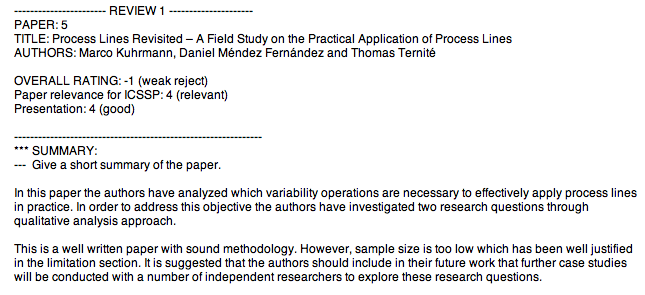 ----------------------- REVIEW 1 ---------------------
PAPER: 5
TITLE: Process Lines Revisited – A Field Study on the Practical Application of Process Lines
AUTHORS: Marco Kuhrmann, Daniel Méndez Fernández and Thomas Ternité
OVERALL RATING: -1 (weak reject)
Paper relevance for ICSSP: 4 (relevant)
Presentation: 4 (good)
--------------------------------------------------------------
*** SUMMARY:
--- Give a short summary of the paper.
In this paper the authors have analyzed which variability operations are necessary to effectively apply process lines
in practice. In order to address this objective the authors have investigated two research questions through
qualitative analysis approach.
This is a well written paper with sound methodology. However, sample size is too low which has been well justified
in the limitation section. It is suggested that the authors should include in their future work that further case studies
will be conducted with a number of independent researchers to explore these research questions.